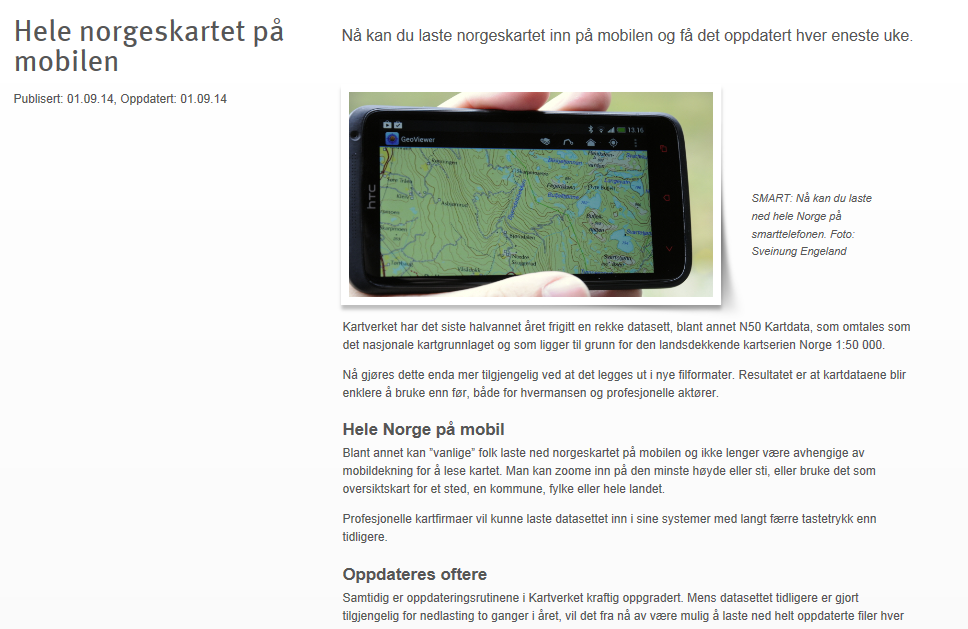 Hele norgeskartet på
mobilen
Publisert: 01.09.14, Oppdatert: 01.09.14
Nå kan du laste norgeskartet inn på mobilen og få det oppdatert hver eneste uke.
13.16
GeoViewer
hTC
SMART: Nå kan du laste
ned hele Norge på
smarttelefonen. Foto:
Sveinung Engeland
Kartverket har det siste halvannet året frigitt en rekke datasett, blant annet N50 Kartdata, som omtales som
det nasjonale kartgrunnlaget og som ligger til grunn for den landsdekkende kartserien Norge 1:50 000.
Nå gjøres dette enda mer tilgjengelig ved at det legges ut i nye filformater. Resultatet er at kartdataene blir
enklere å bruke enn før, både for hvermansen og profesjonelle aktører.
Hele Norge på mobil
Blant annet kan ”vanlige” folk laste ned norgeskartet på mobilen og ikke lenger være avhengige av
mobildekning for å lese kartet. Man kan zoome inn på den minste høyde eller sti, eller bruke det som
oversiktskart for et sted, en kommune, fylke eller hele landet.
Profesjonelle kartfirmaer vil kunne laste datasettet inn i sine systemer med langt færre tastetrykk enn
tidligere.
Oppdateres oftere
Samtidig er oppdateringsrutinene i Kartverket kraftig oppgradert. Mens datasettet tidligere er gjort
tilgjengelig for nedlasting to ganger i året, vil det fra nå av være mulig å laste ned helt oppdaterte filer hver